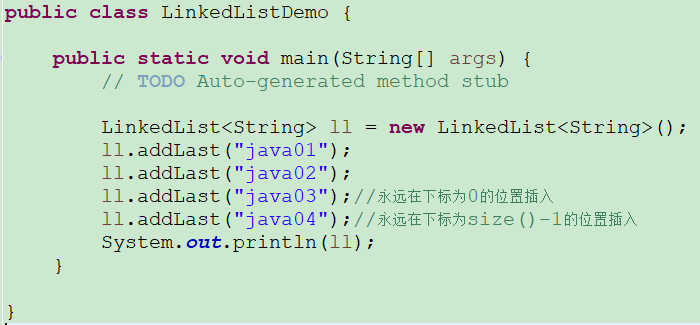 public class LinkedListDemo {
public static void main(String[] args) {
// TODO Auto-generated method stub
LinkedList<String> ll = new LinkedList<String>();
ll.addLast("java01");
ll.addLast("java02");
ll.addLast("java03");//永远在下标为0的位置插入
ll.addLast("java04");//永远在下标为size()-1的位置插入
System.out.println(ll);
}
}